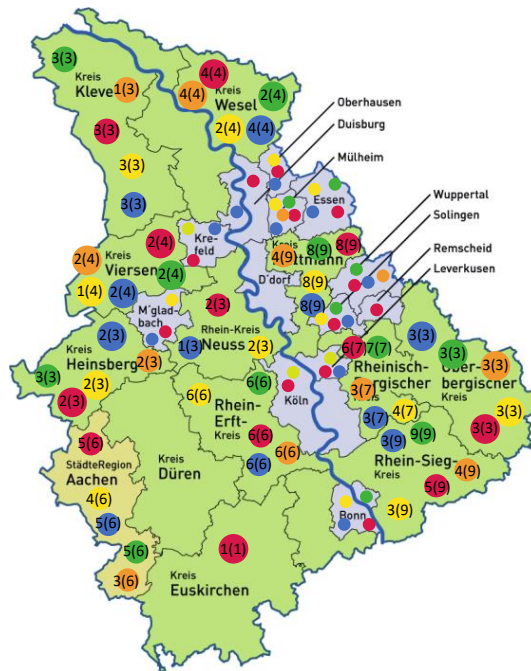 3(3)
Kreis
Kleve
1(3)
3(3)
3(3)
3(3)
4(4)
4(4)
Kreis
Wesel
2(4)
2(4)
4(4)
Oberhausen
Duisburg
Mülheim
Essen
Wuppertal
Solingen
Remscheid
Leverkusen
2(4)
2(4)
Kreis
Viersen
2(4)
1(4)
2(4)
Kre-
feld
Kreis
4(9)
8(9)
8(9)
8(9)
8(9)
D'dorf
M'glad
bach
2(3)
Rhein-Kreis
Neuss
1(3)
2(3)
2(3)
Kreis
Heinsberg
2(3)
3(3)
2(3)
2(3)
6(7)
7(7)
Rheinisch-
Bergischer
Kreis
3(7)
3(7)
4(7)
3(3)
3(3)
3(3)
Ober-
bergischer
Kreis
3(3)
3(3)
6(6)
6(6)
Rhein-
Erft-
Kreis
6(6)
6(6)
6(6)
Köln
5(6)
StädteRegion
Aachen
4(6)
5(6)
5(6)
3(6)
Kreis
Düren
3(9)
9(9)
Rhein-Sieg-
Kreis
4(9)
5(9)
3(9)
Bonn
1(1)
Kreis
Euskirchen